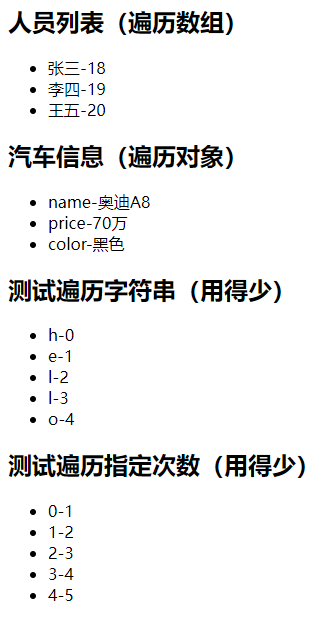 人员列表（遍历数组）
张三-18
李四-19
王五-20
汽车信息（遍历对象）
name-奥迪A8
price-70万
color-黑色
测试遍历字符串（用得少）
h-0
e-1
l-2
l-3
o-4
测试遍历指定次数（用得少）
0-1
1-2
2-3
3-4
4-5